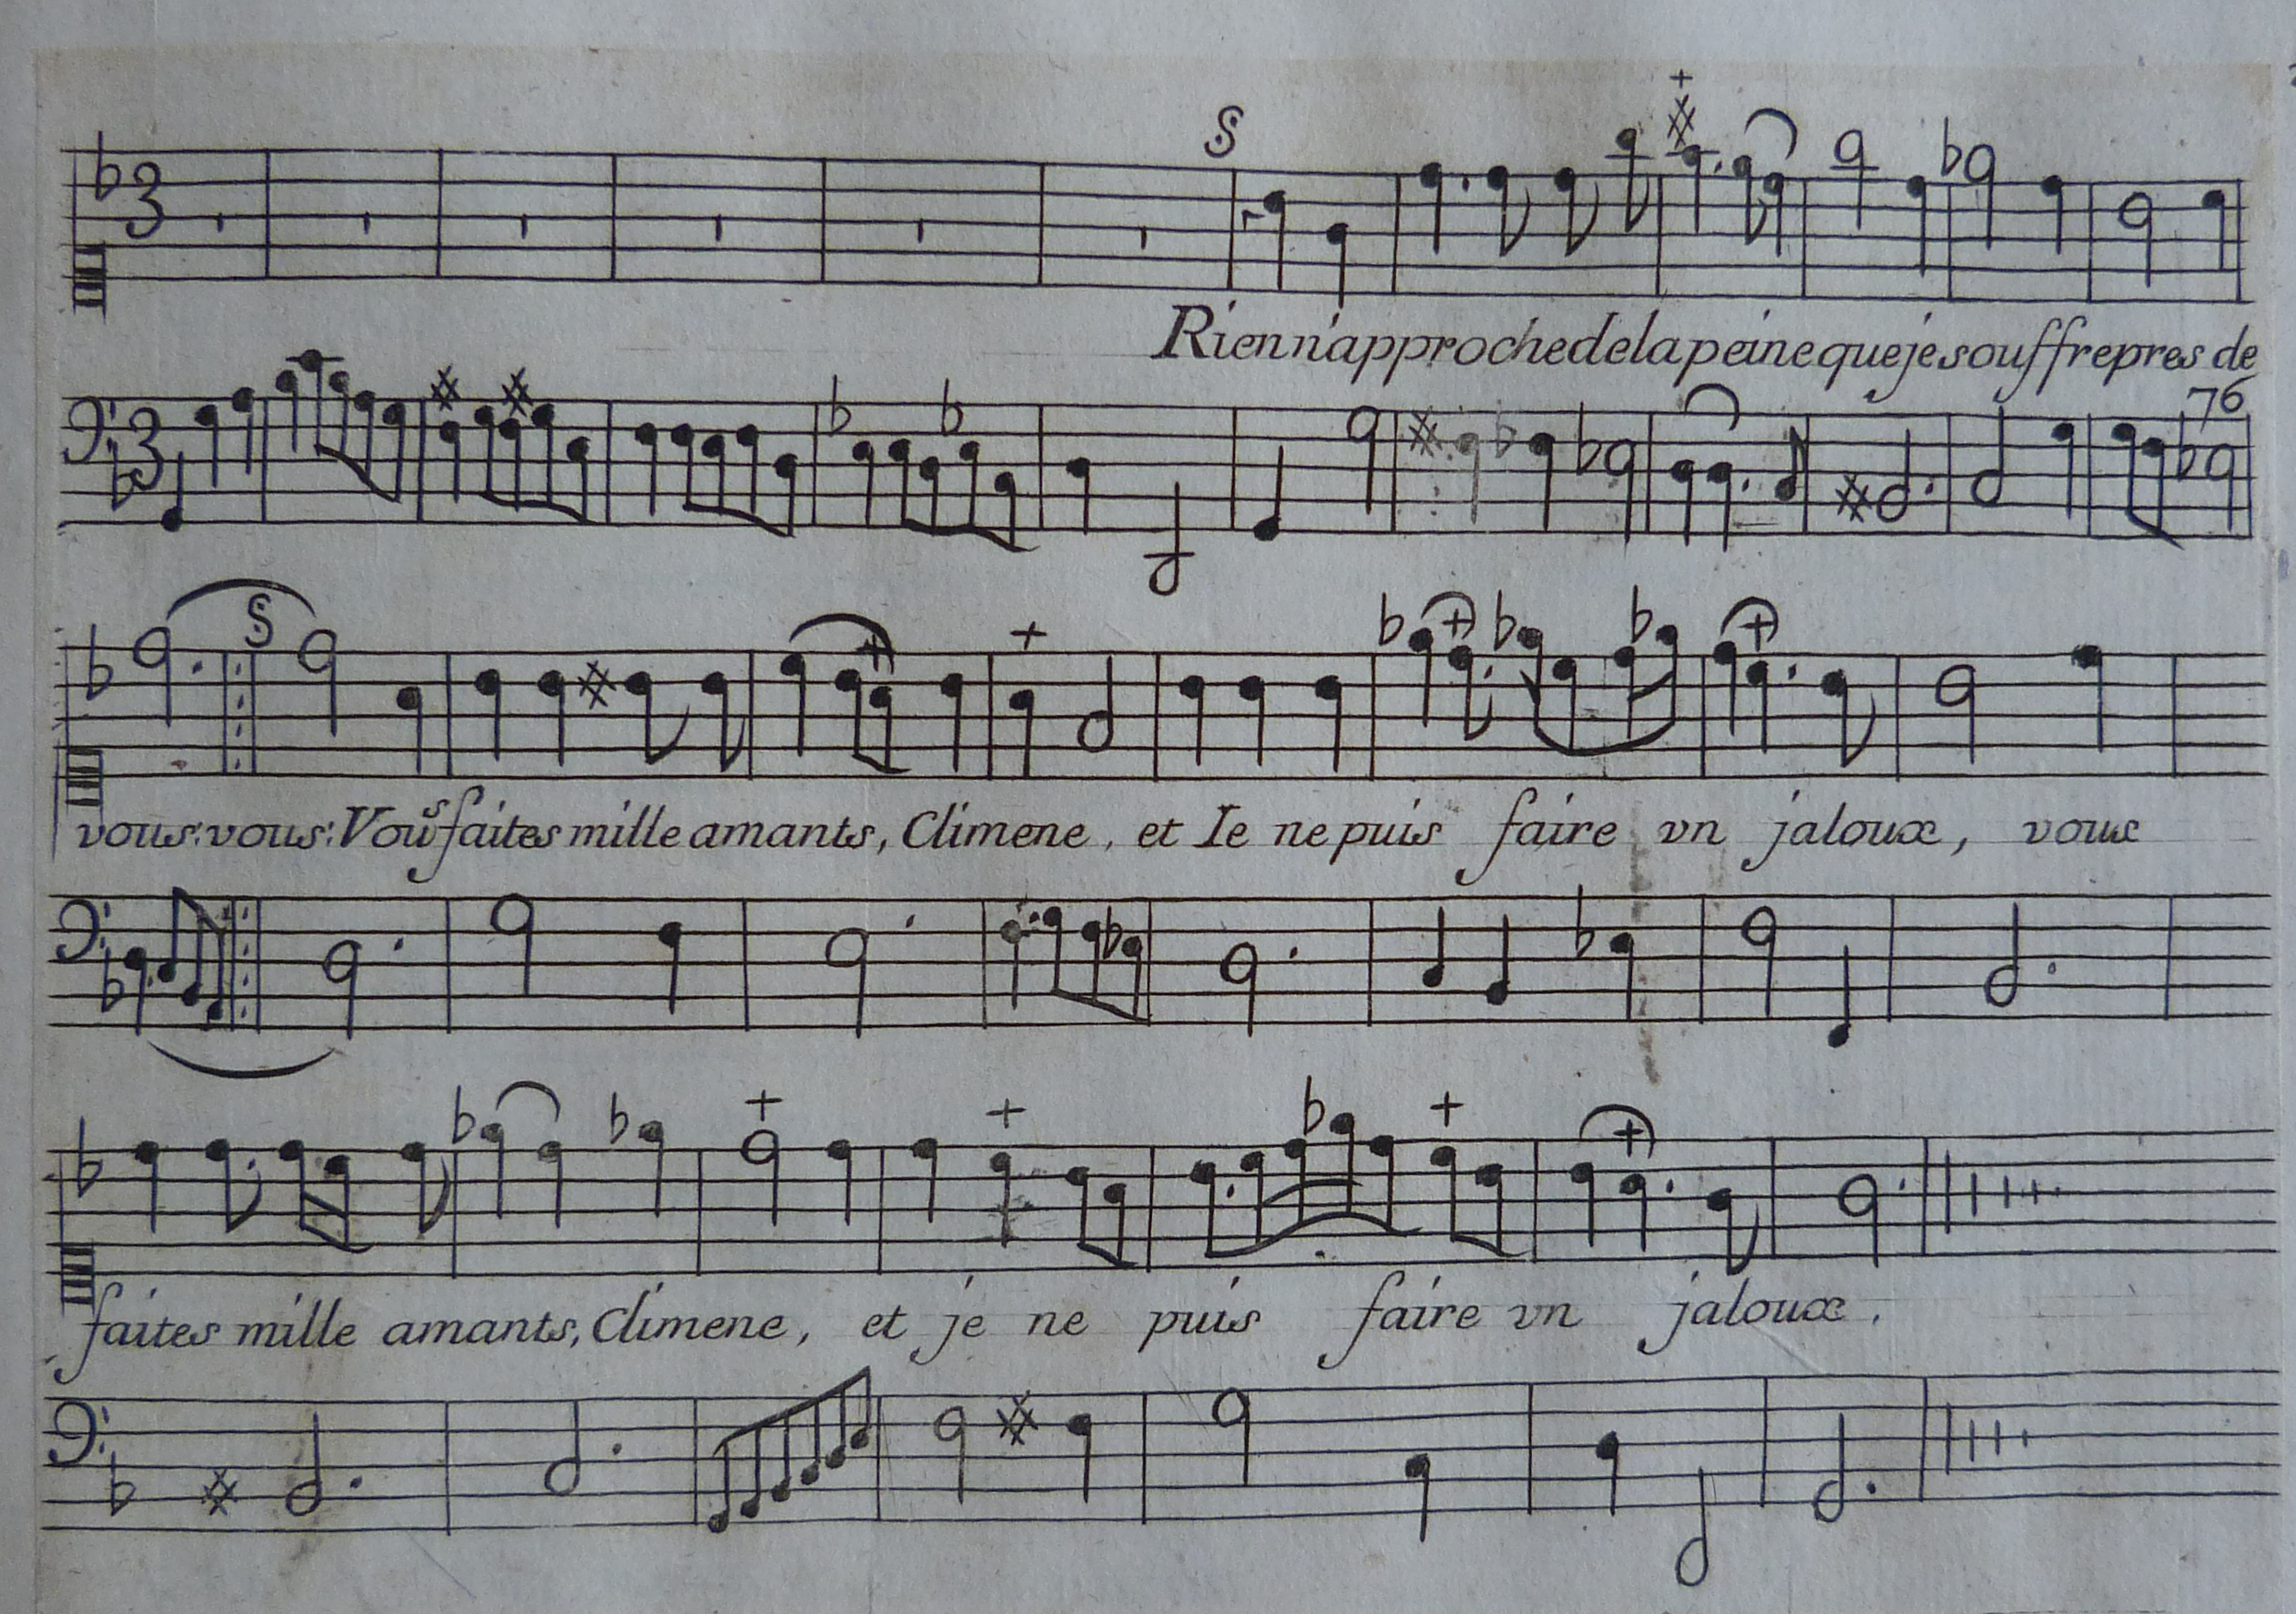 Rien n'approche de la peine que je souffre pres de
76
vous: vous: Vous faites mille amants, Climene, et Ie ne puis faire vn jaloux, vous
faites mille amants, Climene, et je ne puis faire vn jaloux.